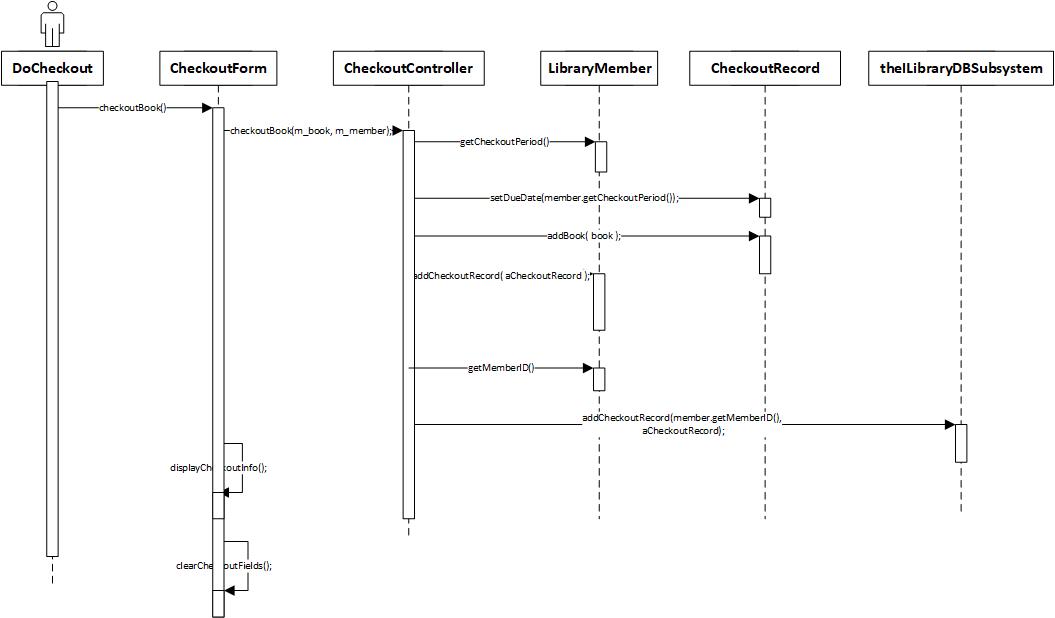 DoCheckout
CheckoutForm
CheckoutController
LibraryMember
CheckoutRecord
theILibraryDBSubsystem
checkoutBook()
checkoutBook(m_book, m_member);
getCheckoutPeriod()
setDueDate(member.getCheckoutPeriod());
addBook( book );
addCheckoutRecord( aCheckoutRecord );
getMemberID()
addCheckoutRecord(member.getMemberID(),
aCheckoutRecord);
displayCheckoutInfo();
clearCheckoutFields();